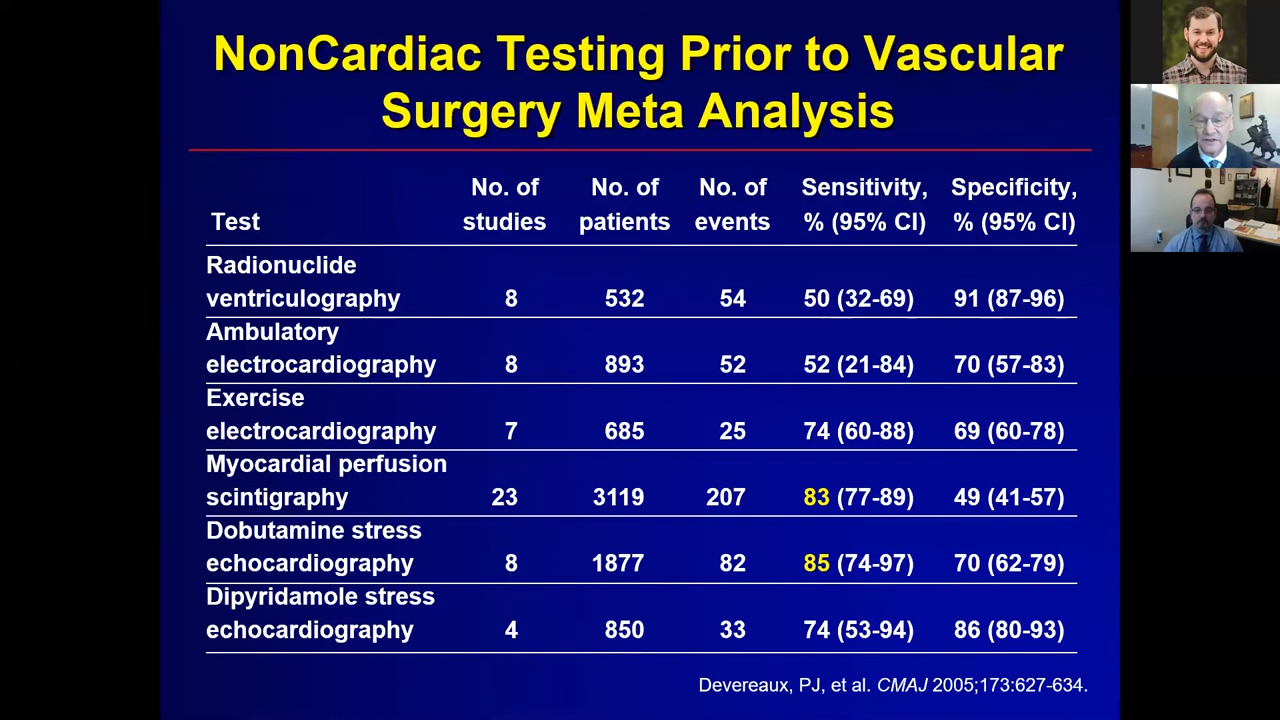 NonCardiac Testing Prior to Vascular
Surgery Meta Analysis
No. of No. of No. of Sensitivity, Specificity,
Test studies patients events % (95% CI) % (95% CI)
Radionuclide
ventriculography 8 532 54 50 (32-69) 91 (87-96)
Ambulatory
electrocardiography 8 893 52 52 (21-84) 70 (57-83)
Exercise
electrocardiography 7 685 25 74 (60-88) 69 (60-78)
Myocardial perfusion
scintigraphy 23 3119 207 83 (77-89) 49 (41-57)
Dobutamine stress
echocardiography 8 1877 82 85 (74-97) 70 (62-79)
Dipyridamole stress
echocardiography 4 850 33 74 (53-94) 86 (80-93)
Devereaux, PJ, et al. CMAJ 2005;173:627-634.